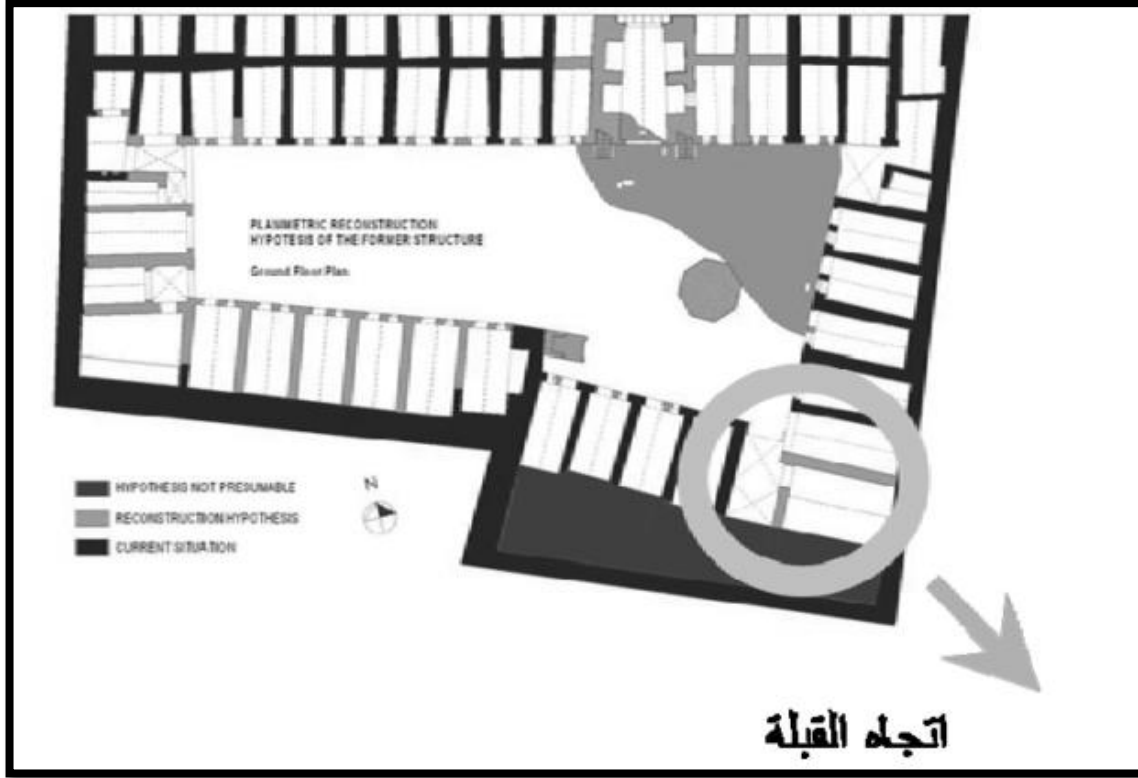 PLANIMETRIC RECONSTRUCTION
HYPOTESIS OF THE FORMER STRUCTURE
Ground Floor Plan
N
HYPOTHESIS NOT PRESUMABLE
RECONSTRUCTION HYPOTHESIS
CURRENT SITUATION
اتجاه القبلة